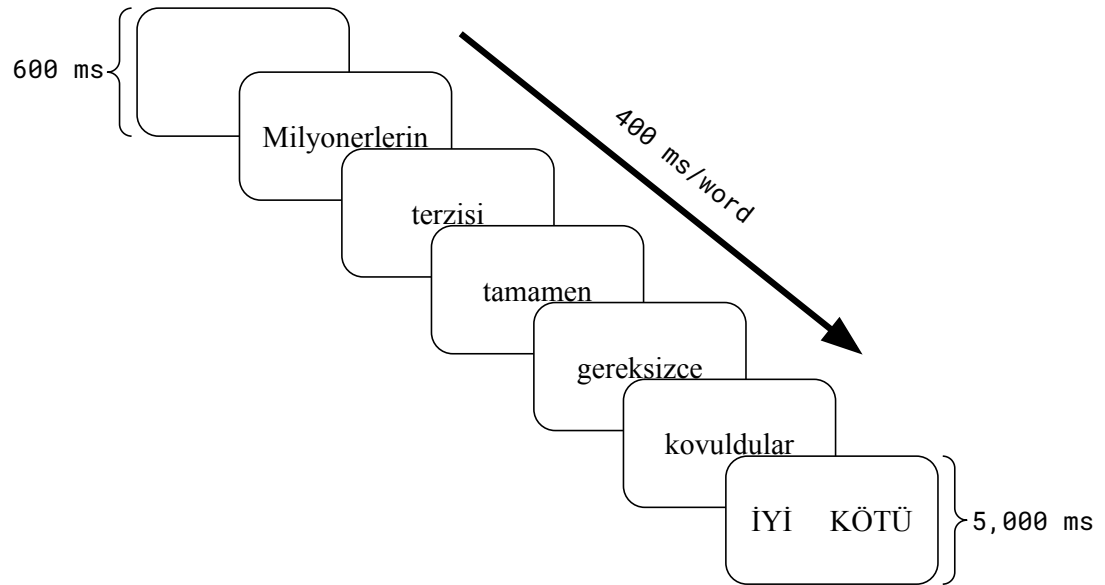 600 ms
Milyonerlerin
400 ms/word
terzisi
tamamen
gereksizce
kovuldular
İYİ KÖTÜ
5,000 ms